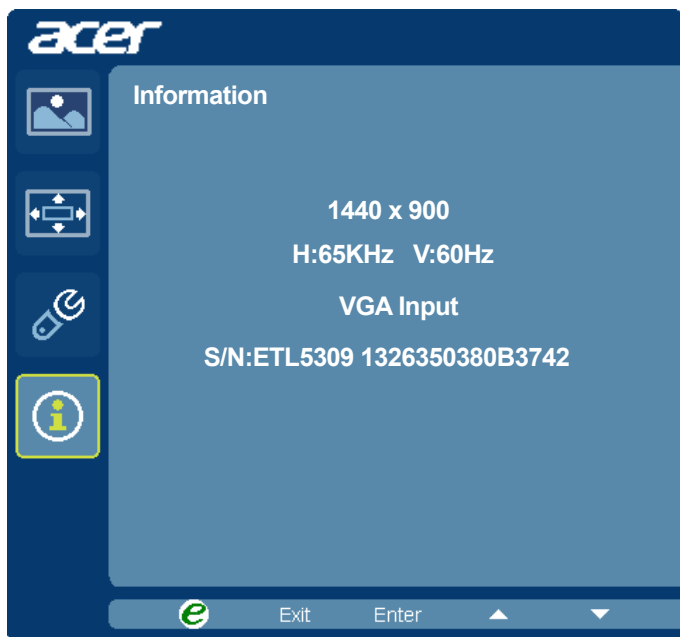 acer
Information
1440 x 900
H:65KHz V:60Hz
VGA Input
S/N:ETL5309 1326350380B3742
e Exit Enter